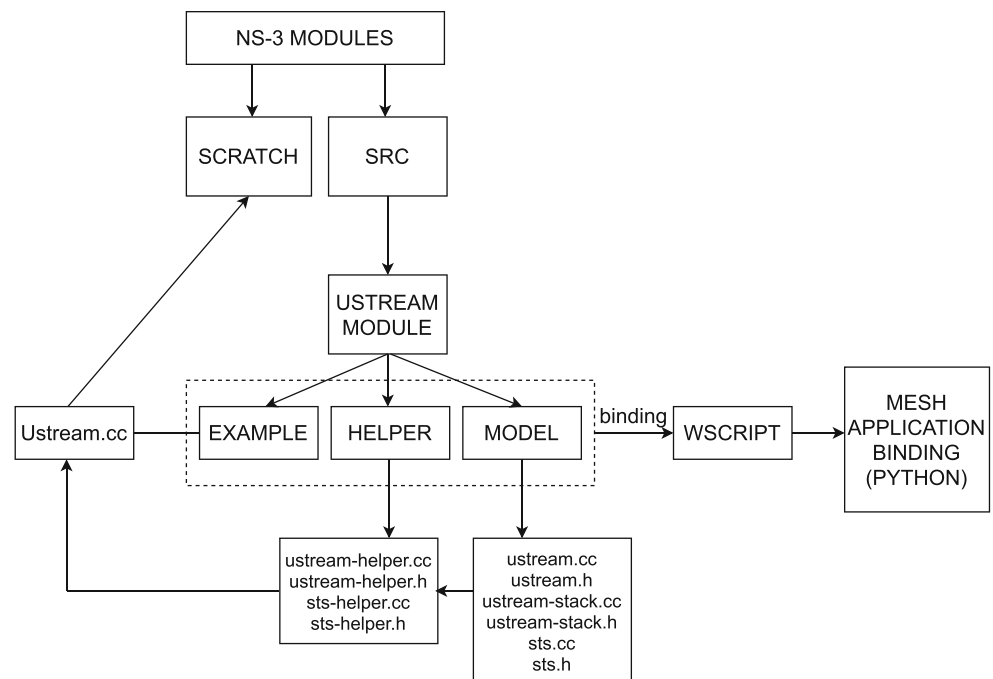 NS-3 MODULES
SCRATCH
SRC
USTREAM
MODULE
Ustream.cc
EXAMPLE
HELPER
MODEL
binding
WSCRIPT
MESH
APPLICATION
BINDING
(PYTHON)
ustream-helper.cc
ustream-helper.h
sts-helper.cc
sts-helper.h
ustream.cc
ustream.h
ustream-stack.cc
ustream-stack.h
sts.cc
sts.h